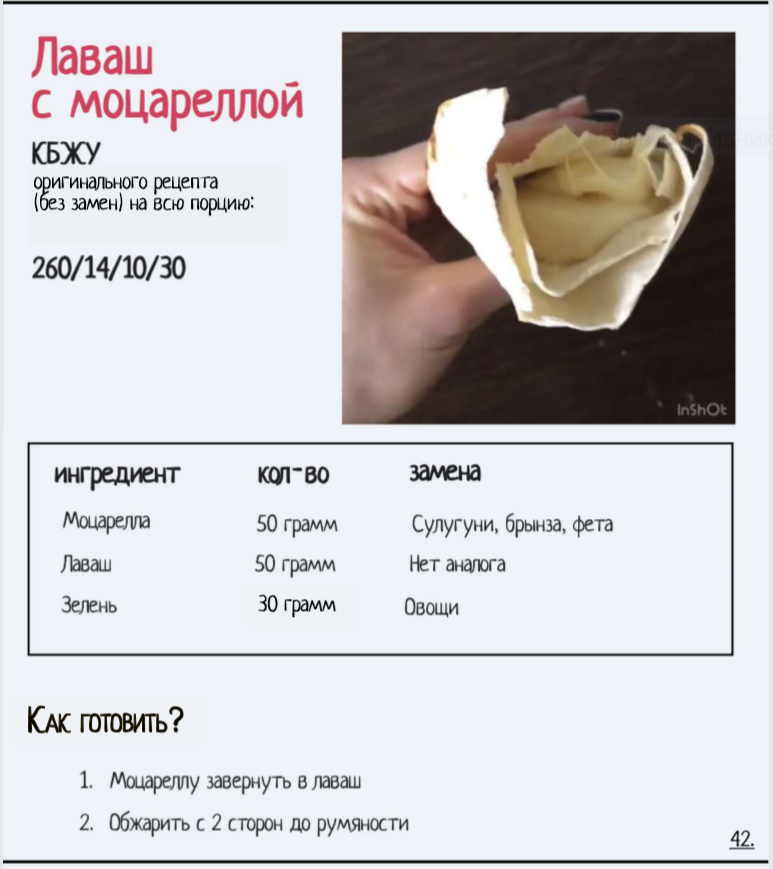 Лаваш
с моцареллой
КБЖУ
оригинального рецепта
(без замен) на всю порцию:
260/14/10/30
InShOt
ингредиент кол-во замена
Моцарелла 50 грамм Сулугуни, брынза, фета
Лаваш 50 грамм Нет аналога
Зелень 30 грамм Овощи
Как готовить?
1. Моцареллу завернуть в лаваш
2. Обжарить с 2 сторон до румяности
42.